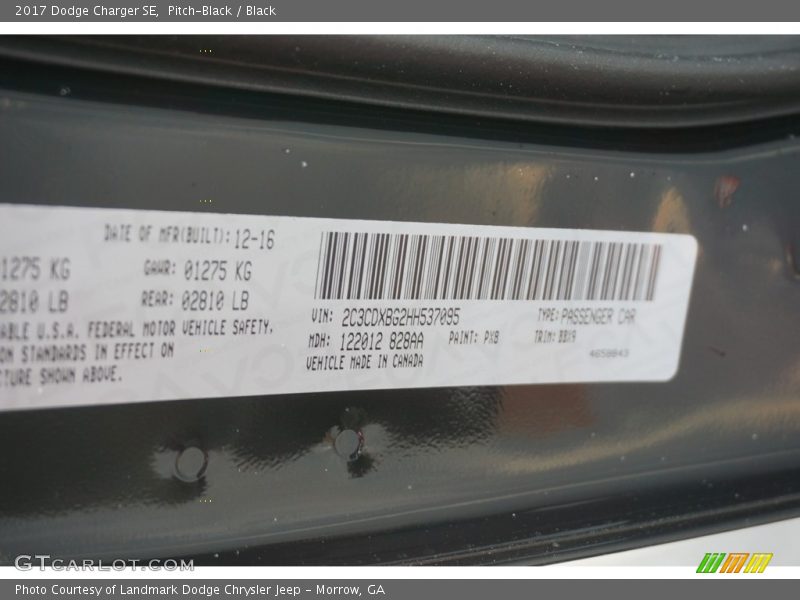 2017 Dodge Charger SE, Pitch-Black / Black
DATE OF MFR(BUILT): 12-16
1275 KG GAWR: 01275 KG
2810 LB REAR: 02810 LB
ABLE U.S.A. FEDERAL MOTOR VEHICLE SAFETY,
ON STANDARDS IN EFFECT ON
CTURE SHOWN ABOVE.
VIN: 2C3CDXBG2HH537095 TYPE: PASSENGER CAR
MDH: 122012 828AA PAINT: PX8 TRIM: BBX9
4658843
VEHICLE MADE IN CANADA
GTCARLOT.COM
Photo Courtesy of Landmark Dodge Chrysler Jeep - Morrow, GA